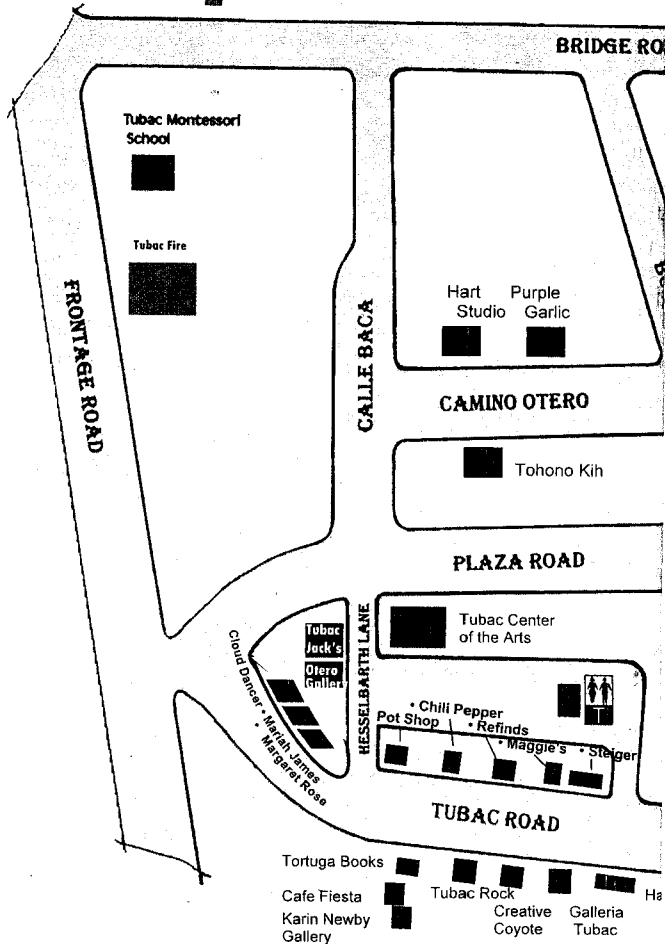 BRIDGE RO
Tubac Montessori
School
Tubac Fire
FRONTAGE ROAD
CALLE BACA
Hart
Studio
Purple
Garlic
CAMINO OTERO
Tohono Kih
PLAZA ROAD
HESSELBARTH LANE
Tubac
Jack's
Otero
Gallery
Tubac Center
of the Arts
Cloud Dancer • Mariah James
• Margaret Rose
• Chili Pepper
Pot Shop
• Refinds
• Maggie's
• Steiger
TUBAC ROAD
Tortuga Books
Cafe Fiesta
Karin Newby
Gallery
Tubac Rock
Creative
Coyote
Galleria
Tubac
Ha